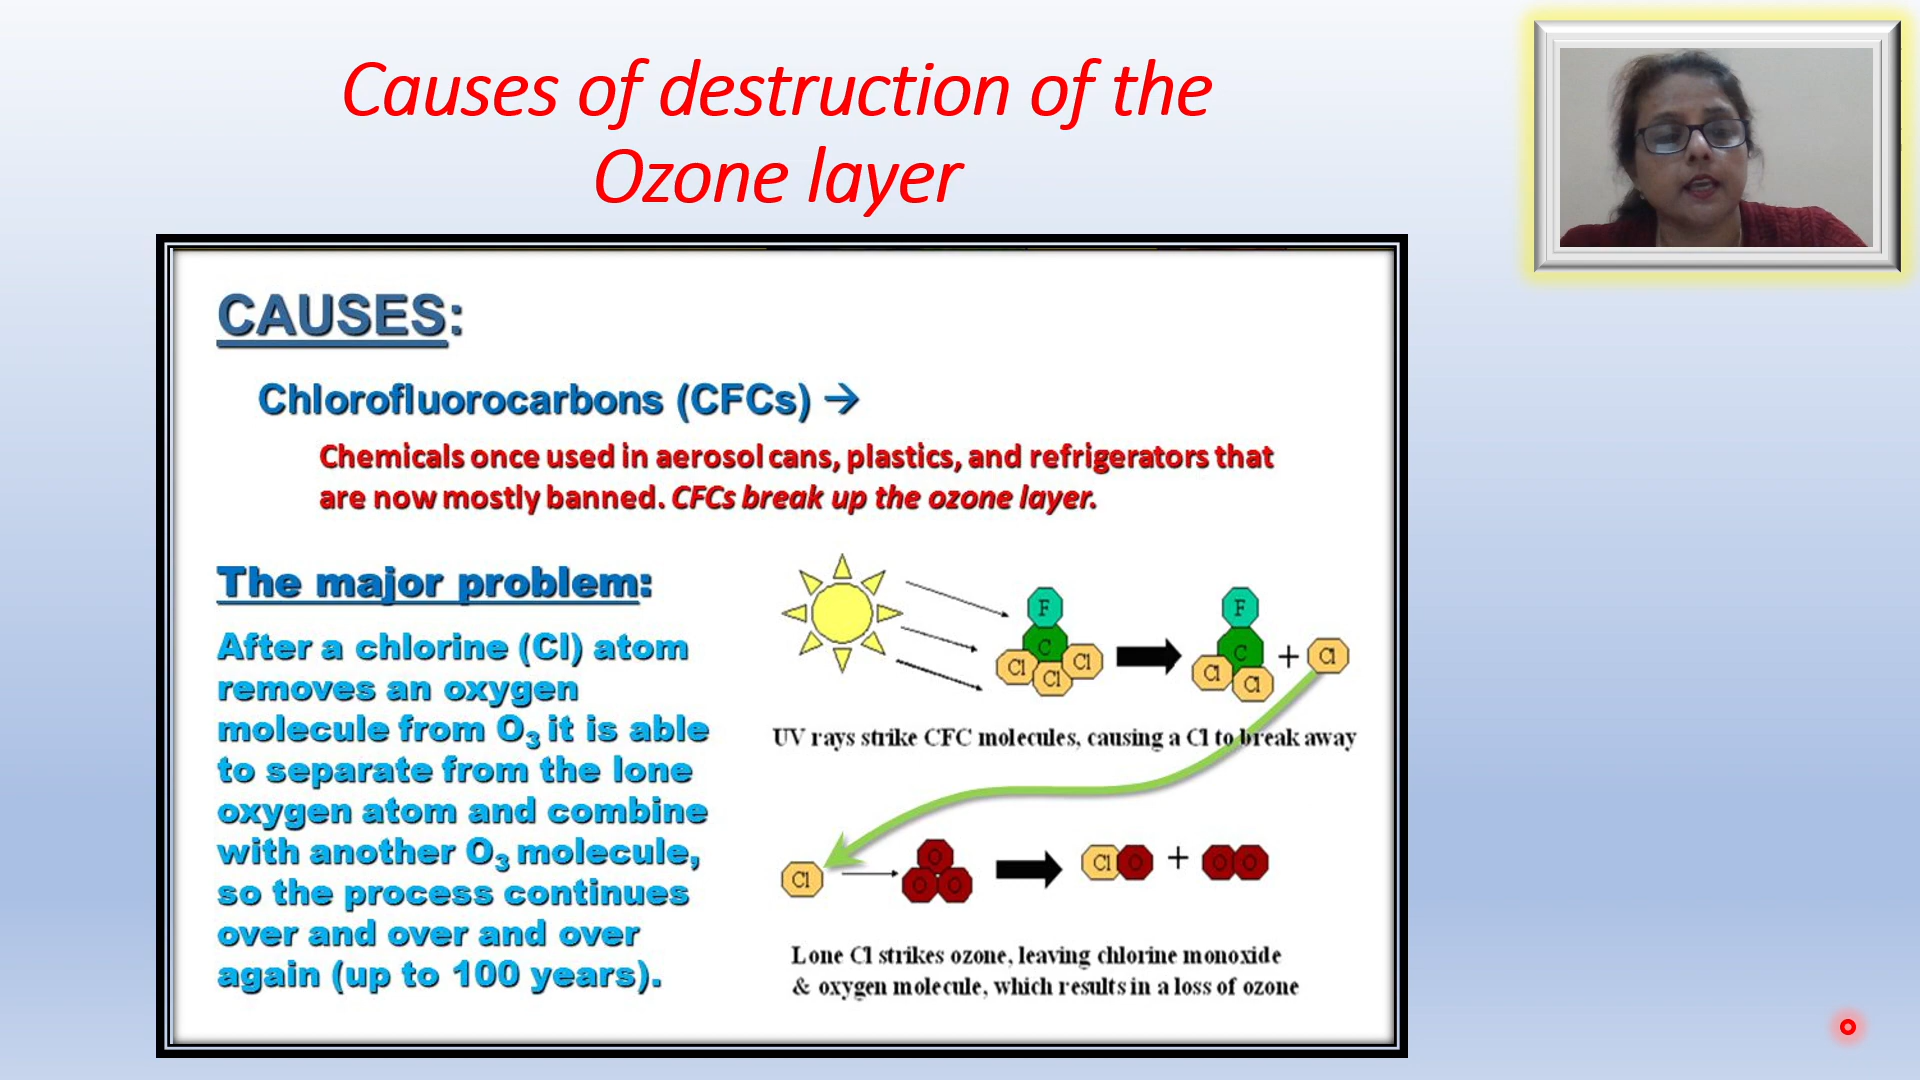 Causes of destruction of the
Ozone layer
CAUSES:
Chlorofluorocarbons (CFCs) →
Chemicals once used in aerosol cans, plastics, and refrigerators that
are now mostly banned. CFCs break up the ozone layer.
The major problem:
After a chlorine (Cl) atom
removes an oxygen
molecule from O₃ it is able
to separate from the lone
oxygen atom and combine
with another O₃ molecule,
so the process continues
over and over and over
again (up to 100 years).
F F
C C
Cl Cl Cl Cl Cl + Cl
UV rays strike CFC molecules, causing a Cl to break away
Cl O O O Cl O + O O
Lone Cl strikes ozone, leaving chlorine monoxide
& oxygen molecule, which results in a loss of ozone